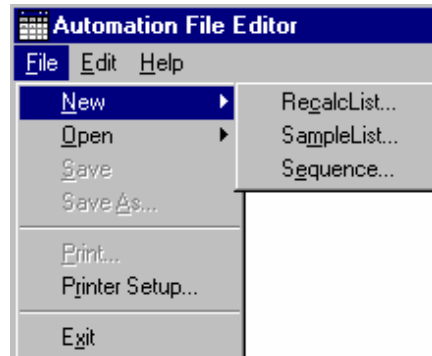 Automation File Editor
File Edit Help
New
Open
Save
Save As...
Print...
Printer Setup...
Exit
RecalcList...
SampleList...
Sequence...